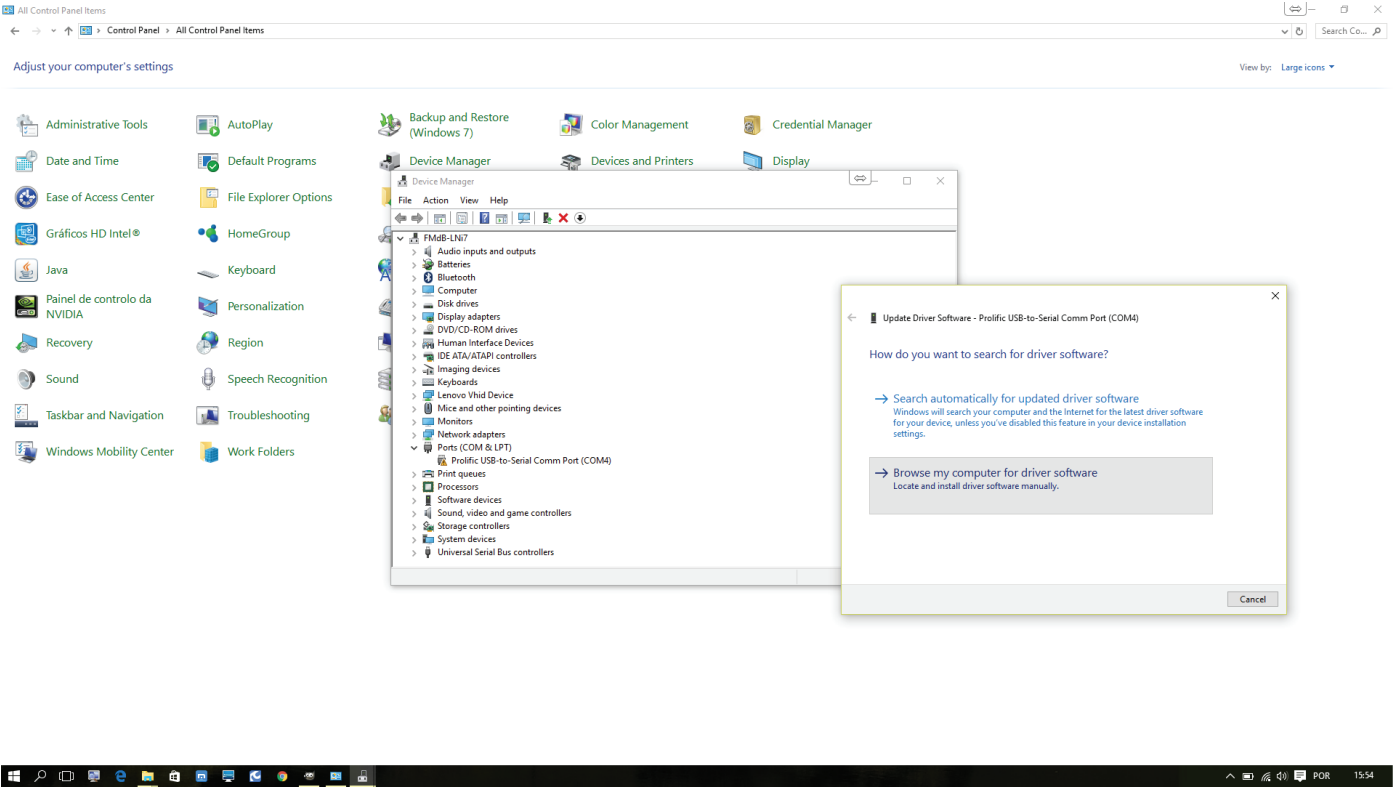 All Control Panel Items
Control Panel > All Control Panel Items
Search Co...
Adjust your computer's settings
View by: Large icons
Administrative Tools
AutoPlay
Backup and Restore
(Windows 7)
Color Management
Credential Manager
Date and Time
Default Programs
Device Manager
Devices and Printers
Display
Ease of Access Center
File Explorer Options
Gráficos HD Intel®
HomeGroup
Java
Keyboard
Painel de controlo da
NVIDIA
Personalization
Recovery
Region
Sound
Speech Recognition
Taskbar and Navigation
Troubleshooting
Windows Mobility Center
Work Folders
Device Manager
File Action View Help
FMdB-LNi7
Audio inputs and outputs
Batteries
Bluetooth
Computer
Disk drives
Display adapters
DVD/CD-ROM drives
Human Interface Devices
IDE ATA/ATAPI controllers
Imaging devices
Keyboards
Lenovo Vhid Device
Mice and other pointing devices
Monitors
Network adapters
Ports (COM & LPT)
Prolific USB-to-Serial Comm Port (COM4)
Print queues
Processors
Software devices
Sound, video and game controllers
Storage controllers
System devices
Universal Serial Bus controllers
Update Driver Software - Prolific USB-to-Serial Comm Port (COM4)
How do you want to search for driver software?
Search automatically for updated driver software
Windows will search your computer and the Internet for the latest driver software
for your device, unless you've disabled this feature in your device installation
settings.
Browse my computer for driver software
Locate and install driver software manually.
Cancel
POR 15:54